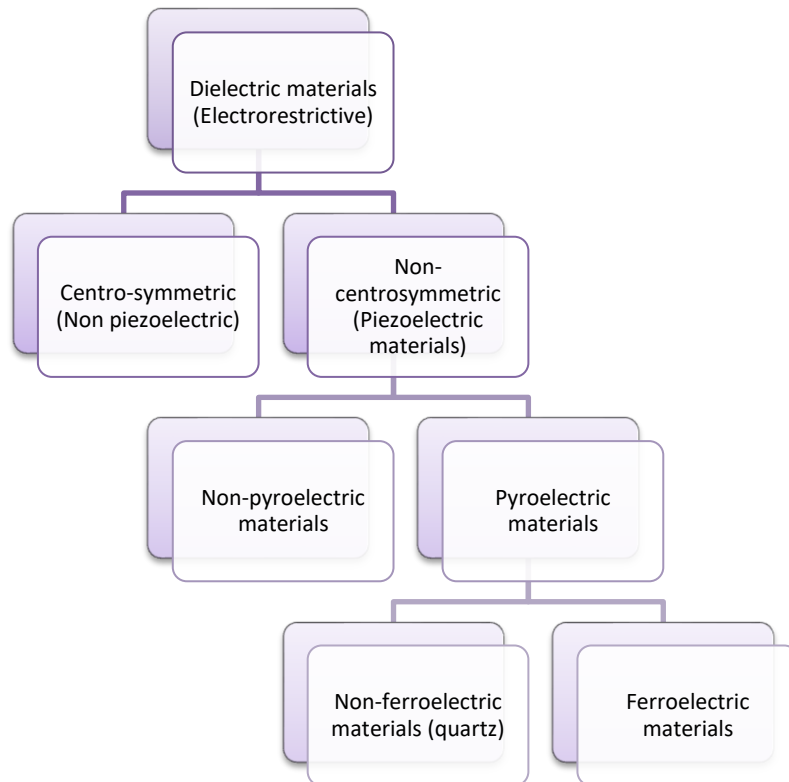 Dielectric materials
(Electrorestrictive)
Centro-symmetric
(Non piezoelectric)
Non-
centrosymmetric
(Piezoelectric
materials)
Non-pyroelectric
materials
Pyroelectric
materials
Non-ferroelectric
materials (quartz)
Ferroelectric
materials